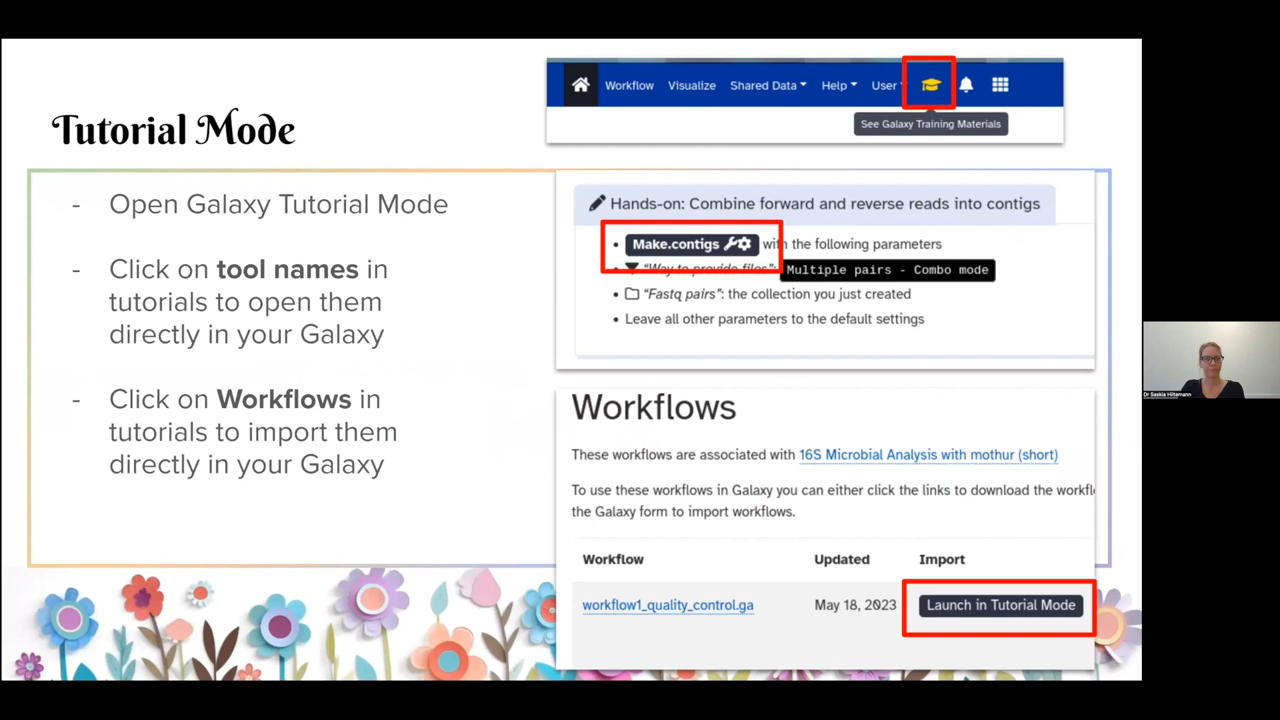 Workflow Visualize Shared Data Help User
See Galaxy Training Materials
Tutorial Mode
- Open Galaxy Tutorial Mode
- Click on tool names in
tutorials to open them
directly in your Galaxy
- Click on Workflows in
tutorials to import them
directly in your Galaxy
Hands-on: Combine forward and reverse reads into contigs
• Make.contigs with the following parameters
• "Way to provide files": Multiple pairs - Combo mode
• "Fastq pairs": the collection you just created
• Leave all other parameters to the default settings
Workflows
These workflows are associated with 16S Microbial Analysis with mothur (short)
To use these workflows in Galaxy you can either click the links to download the workfl
the Galaxy form to import workflows.
Workflow Updated Import
workflow1_quality_control.ga May 18, 2023 Launch in Tutorial Mode
Dr Saskia Hiltemann